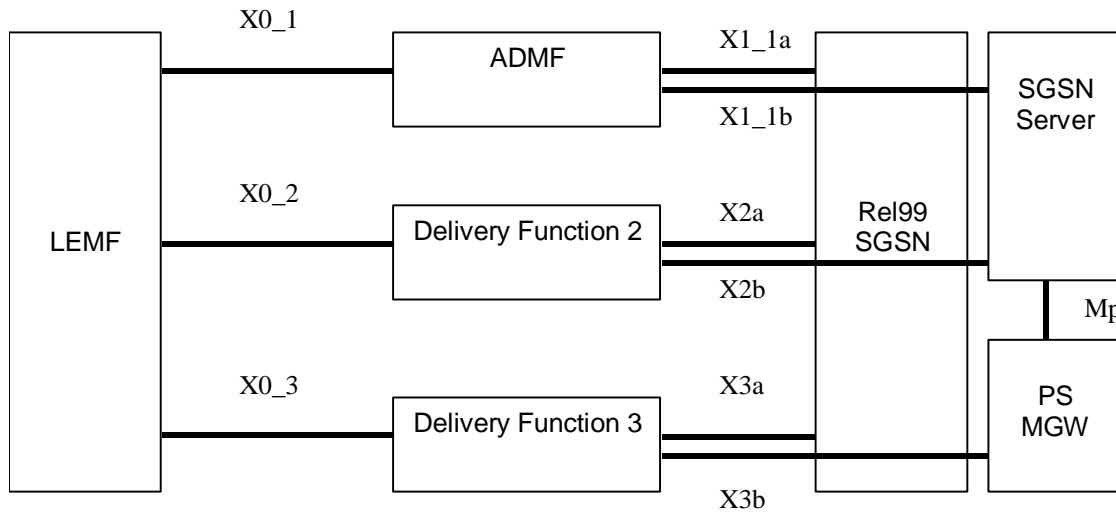 X0_1
X1_1a
ADMF
SGSN
Server
X1_1b
X0_2
X2a
LEMF
Delivery Function 2
Rel99
SGSN
X2b
Mp
X0_3
X3a
Delivery Function 3
PS
MGW
X3b